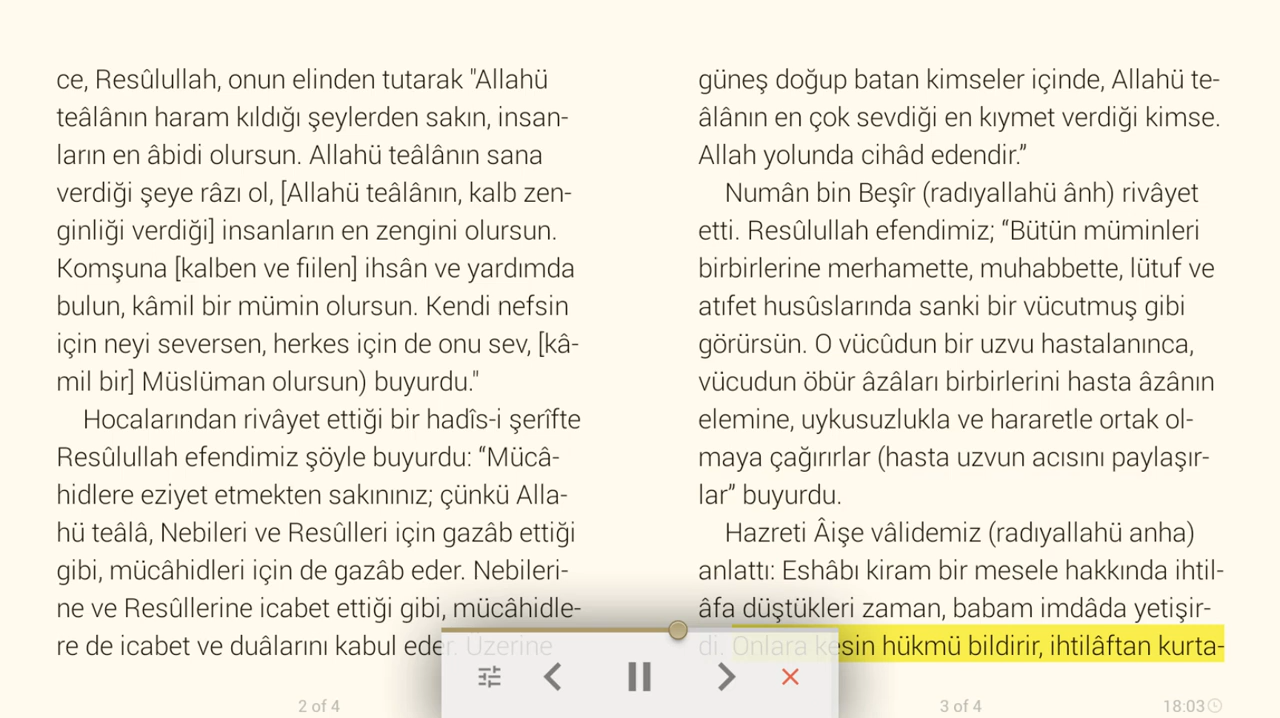 ce, Resûlullah, onun elinden tutarak "Allahü
teâlânın haram kıldığı şeylerden sakın, insan-
ların en âbidi olursun. Allahü teâlânın sana
verdiği şeye râzı ol, [Allahü teâlânın, kalb zen-
ginliği verdiği] insanların en zengini olursun.
Komşuna [kalben ve fiilen] ihsân ve yardımda
bulun, kâmil bir mümin olursun. Kendi nefsin
için neyi seversen, herkes için de onu sev, [kâ-
mil bir] Müslüman olursun) buyurdu."
Hocalarından rivâyet ettiği bir hadîs-i şerîfte
Resûlullah efendimiz şöyle buyurdu: “Mücâ-
hidlere eziyet etmekten sakınınız; çünkü Alla-
hü teâlâ, Nebileri ve Resûlleri için gazâb ettiği
gibi, mücâhidleri için de gazâb eder. Nebileri-
ne ve Resûllerine icabet ettiği gibi, mücâhidle-
re de icabet ve duâlarını kabul eder. Üzerine
2 of 4
güneş doğup batan kimseler içinde, Allahü te-
âlânın en çok sevdiği en kıymet verdiği kimse.
Allah yolunda cihâd edendir.”
Numân bin Beşîr (radıyallahü ânh) rivâyet
etti. Resûlullah efendimiz; “Bütün müminleri
birbirlerine merhamette, muhabbette, lütuf ve
atıfet husûslarında sanki bir vücutmuş gibi
görürsün. O vücûdun bir uzvu hastalanınca,
vücudun öbür âzâları birbirlerini hasta âzânın
elemine, uykusuzlukla ve hararetle ortak ol-
maya çağırırlar (hasta uzvun acısını paylaşır-
lar” buyurdu.
Hazreti Âişe vâlidemiz (radıyallahü anha)
anlattı: Eshâbı kiram bir mesele hakkında ihtil-
âfa düştükleri zaman, babam imdâda yetişir-
di. Onlara kesin hükmü bildirir, ihtilâftan kurta-
3 of 4
18:03